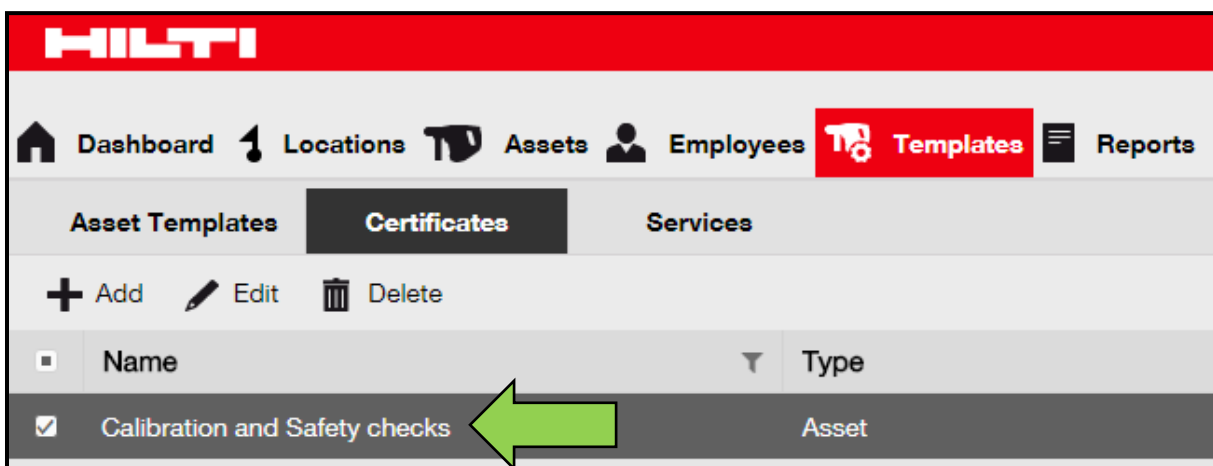 HILTI
Dashboard Locations Assets Employees Templates Reports
Asset Templates Certificates Services
Add Edit Delete
Name Type
Calibration and Safety checks Asset